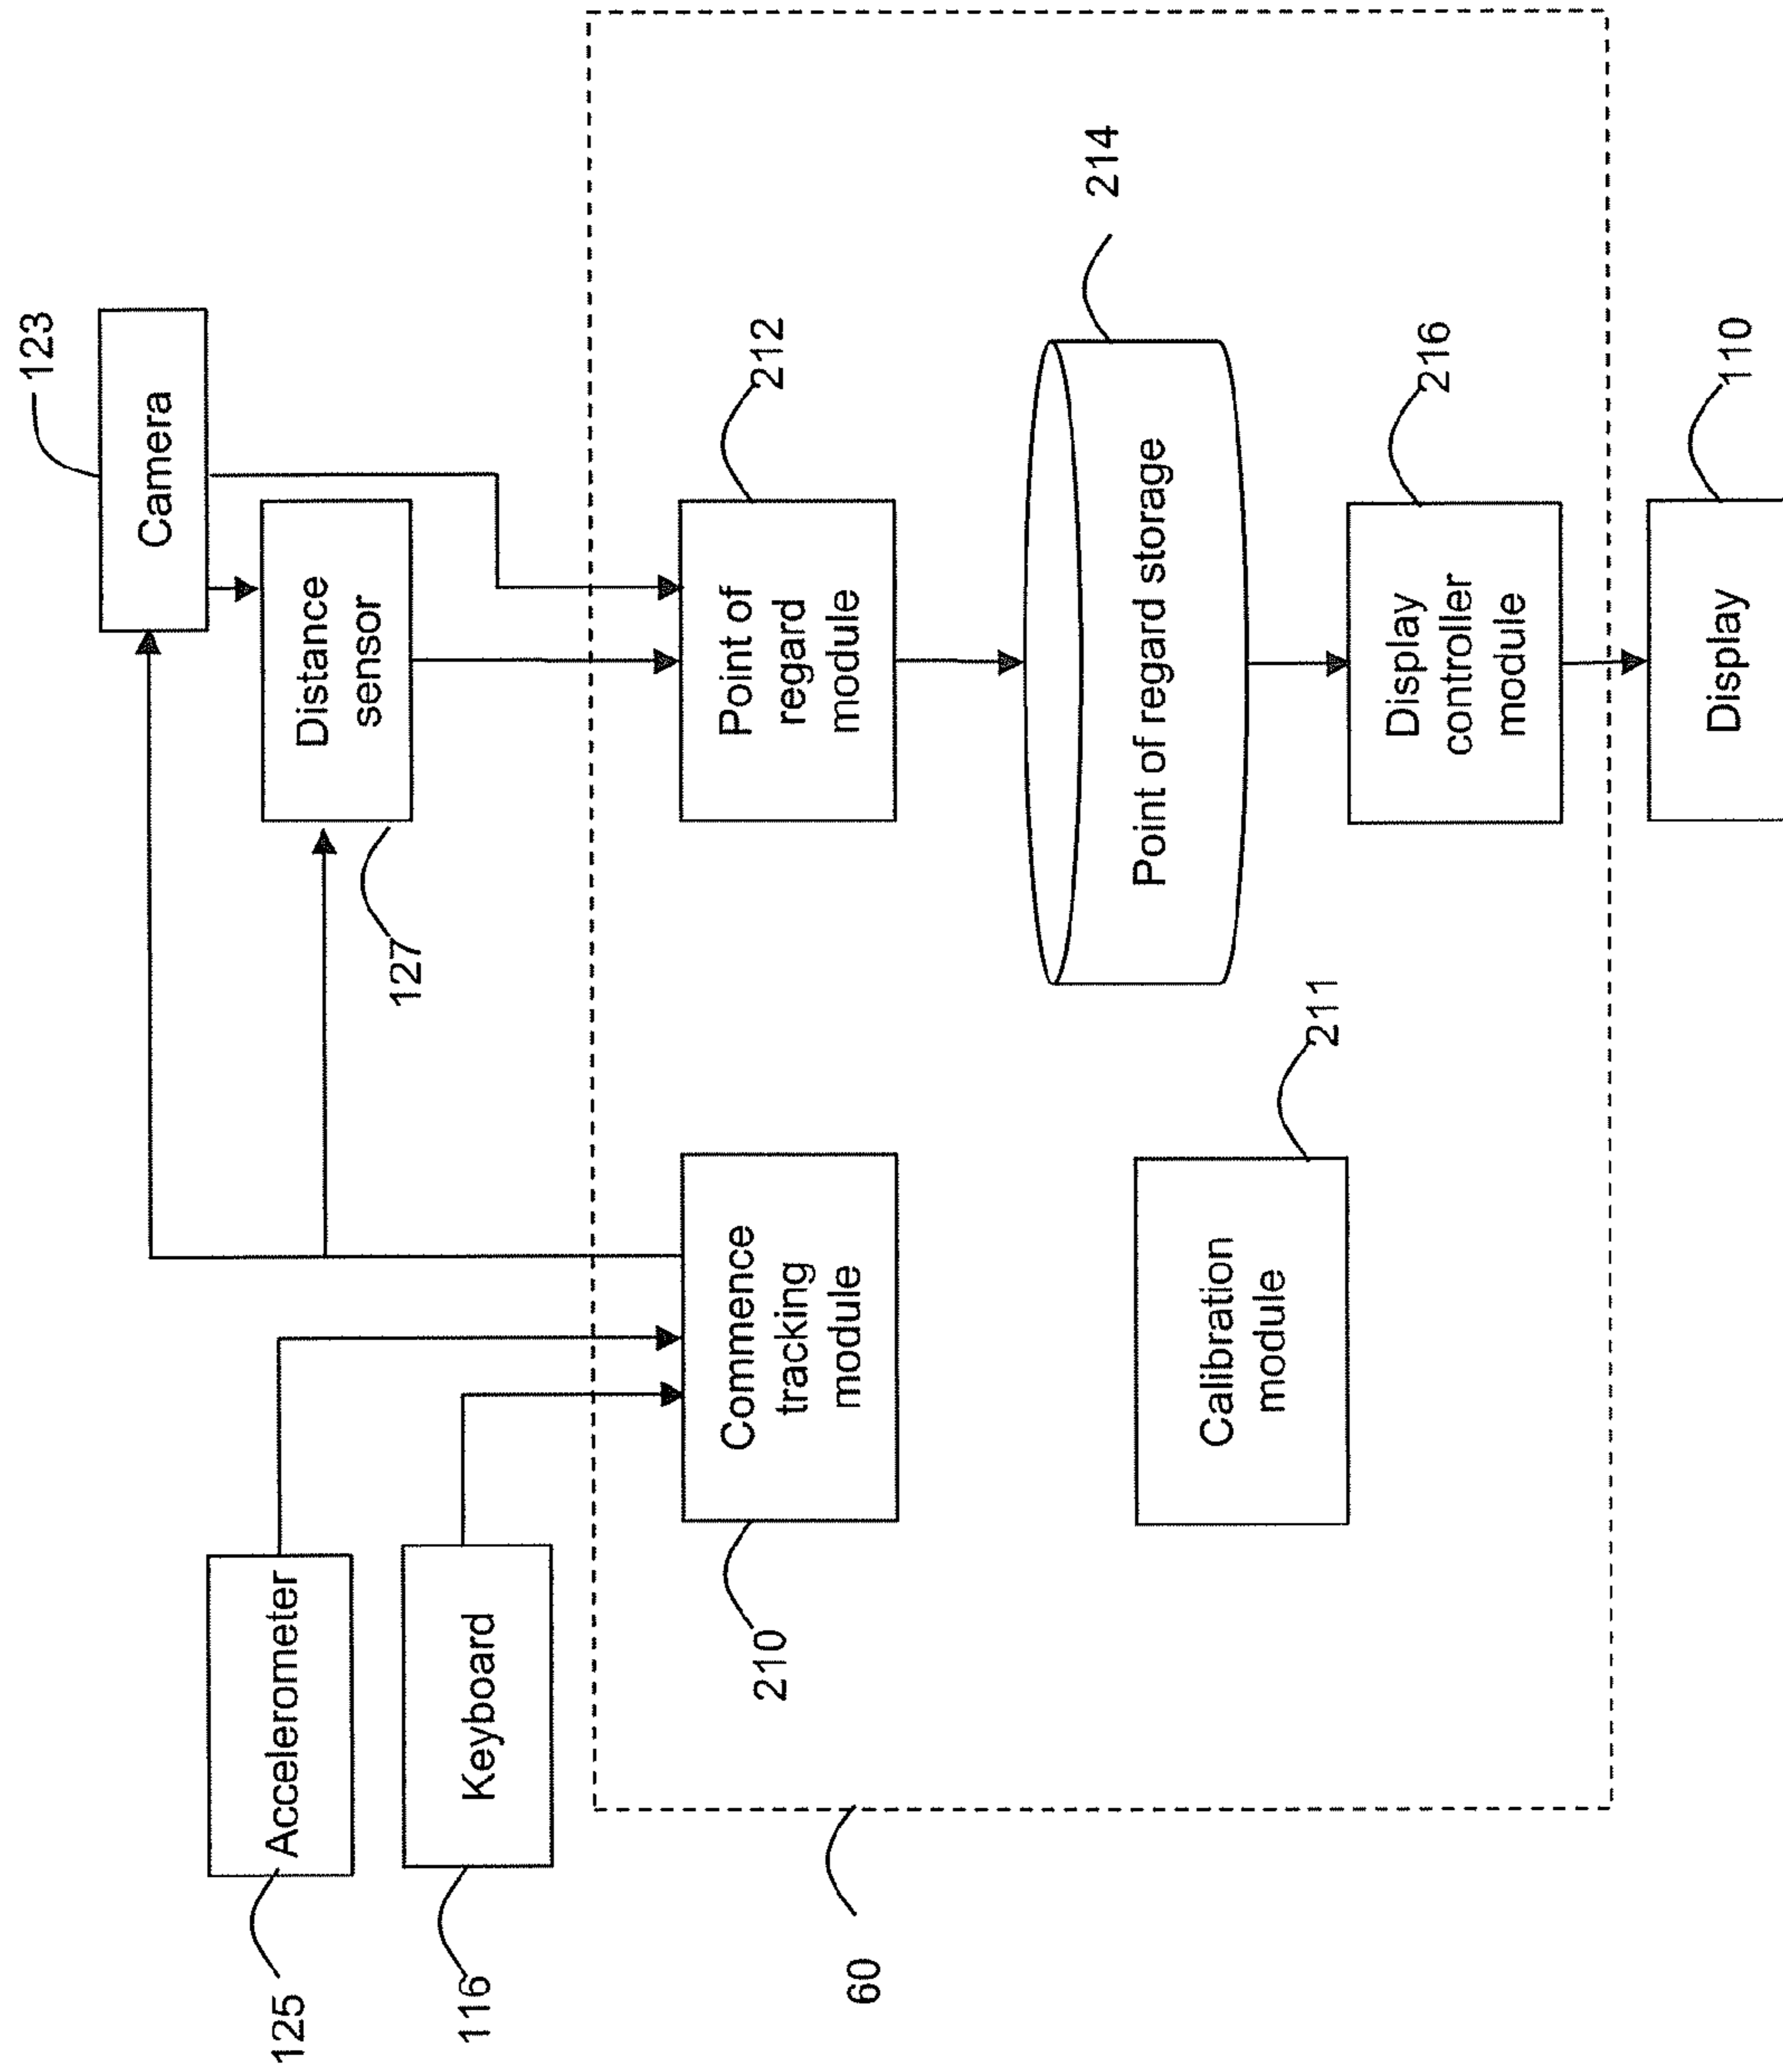 125
Accelerometer
116
Keyboard
60
210
Commence
tracking
module
Calibration
module
211
127
Distance
sensor
Camera
123
Point of
regard
module
212
Point of regard storage
214
Display
controller
module
216
Display
110